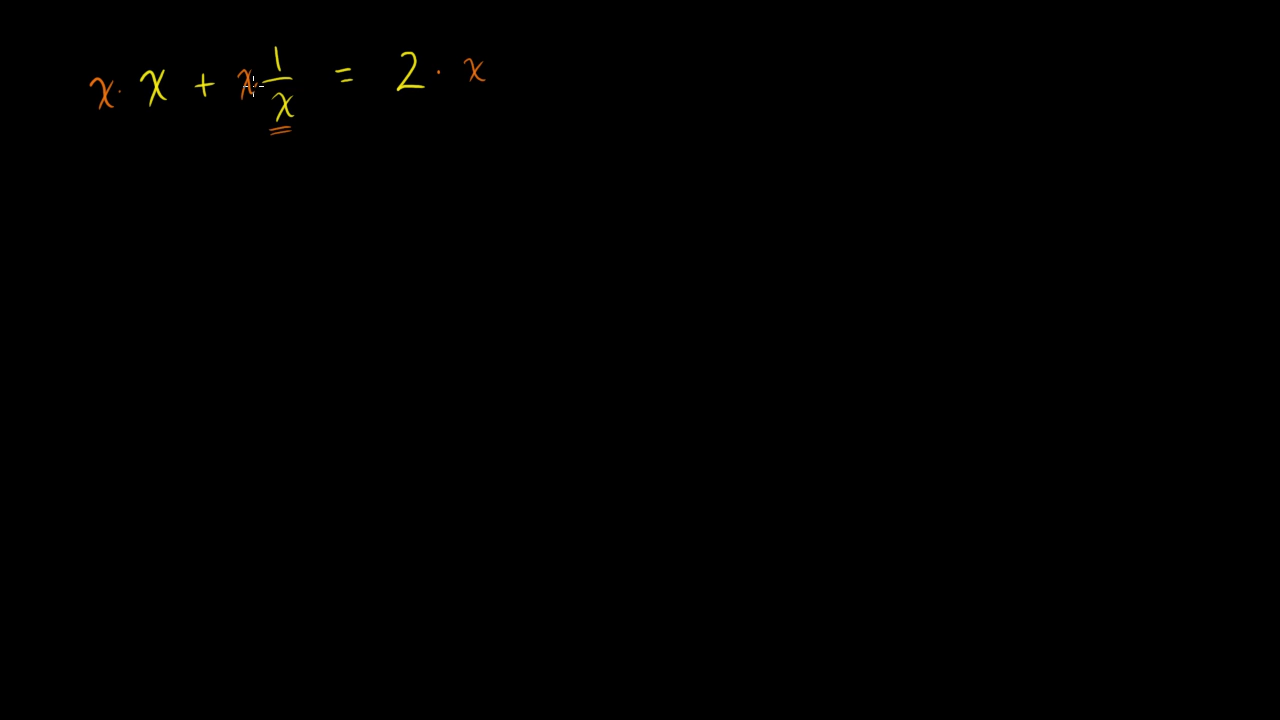 x · x + x · 1/x = 2 · x